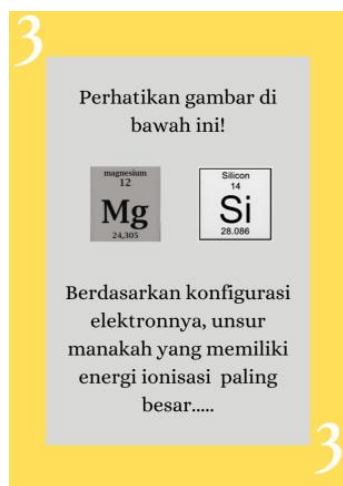 3
Perhatikan gambar di
bawah ini!
magnesium
12
Mg
24,305
Silicon
14
Si
28.086
Berdasarkan konfigurasi
elektronnya, unsur
manakah yang memiliki
energi ionisasi paling
besar.....
3